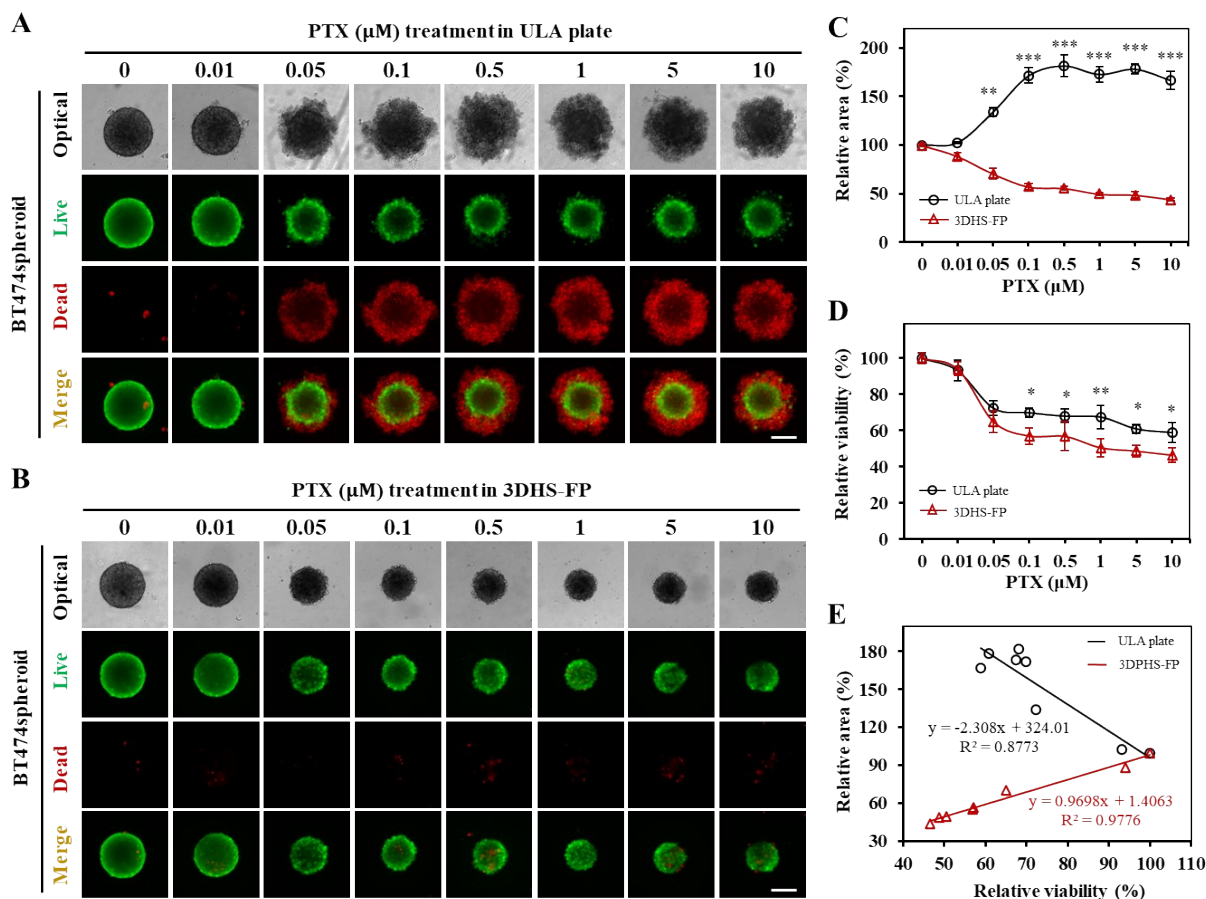 A
PTX (μM) treatment in ULA plate
0 0.01 0.05 0.1 0.5 1 5 10
BT474spheroid
Optical
Live
Dead
Merge
B
PTX (μM) treatment in 3DHS-FP
0 0.01 0.05 0.1 0.5 1 5 10
BT474spheroid
Optical
Live
Dead
Merge
C
Relative area (%)
200
150
100
50
0
** *** *** *** *** ***
ULA plate
3DHS-FP
0 0.01 0.05 0.1 0.5 1 5 10
PTX (μM)
D
Relative viability (%)
100
80
60
40
20
0
* * ** * *
ULA plate
3DHS-FP
0 0.01 0.05 0.1 0.5 1 5 10
PTX (μM)
E
Relative area (%)
180
150
120
90
60
30
ULA plate
3DPHS-FP
y = -2.308x + 324.01
R² = 0.8773
y = 0.9698x + 1.4063
R² = 0.9776
40 50 60 70 80 90 100 110
Relative viability (%)